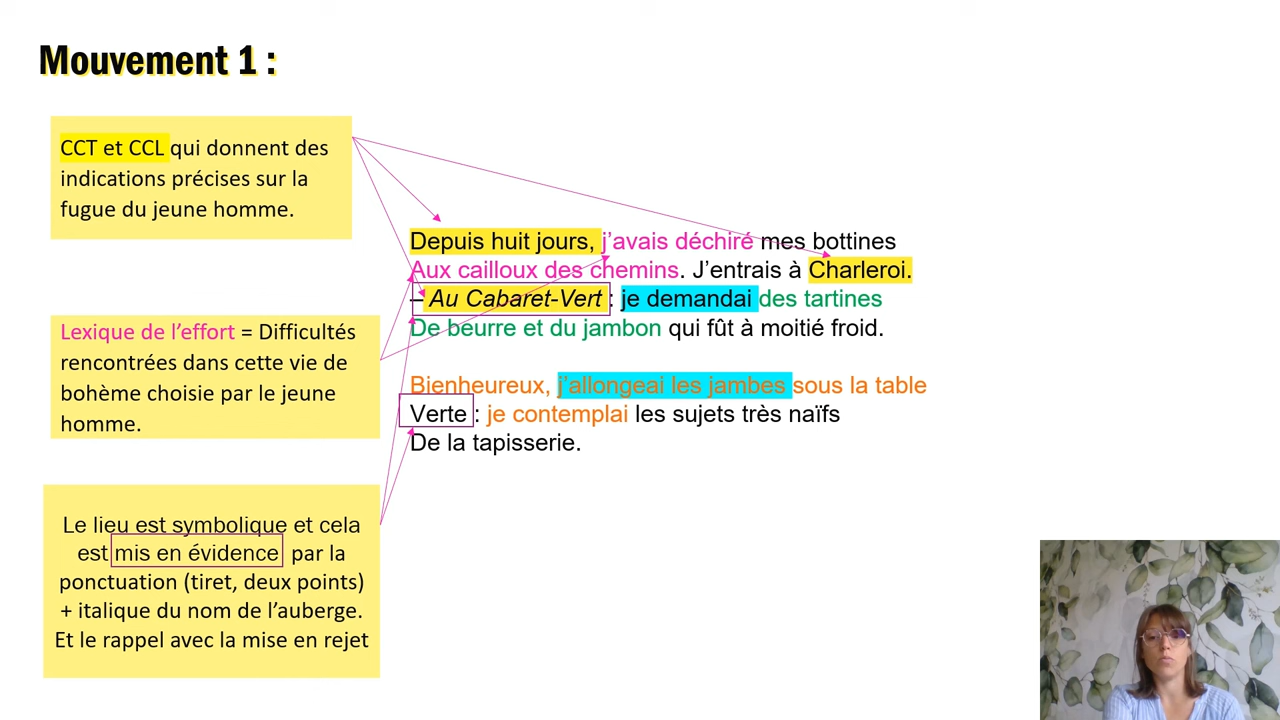 Mouvement 1 :
CCT et CCL qui donnent des
indications précises sur la
fugue du jeune homme.
Lexique de l'effort = Difficultés
rencontrées dans cette vie de
bohème choisie par le jeune
homme.
Le lieu est symbolique et cela
est mis en évidence par la
ponctuation (tiret, deux points)
+ italique du nom de l'auberge.
Et le rappel avec la mise en rejet
Depuis huit jours, j'avais déchiré mes bottines
Aux cailloux des chemins. J'entrais à Charleroi.
– Au Cabaret-Vert : je demandai des tartines
De beurre et du jambon qui fût à moitié froid.
Bienheureux, j'allongeai les jambes sous la table
Verte : je contemplai les sujets très naïfs
De la tapisserie.